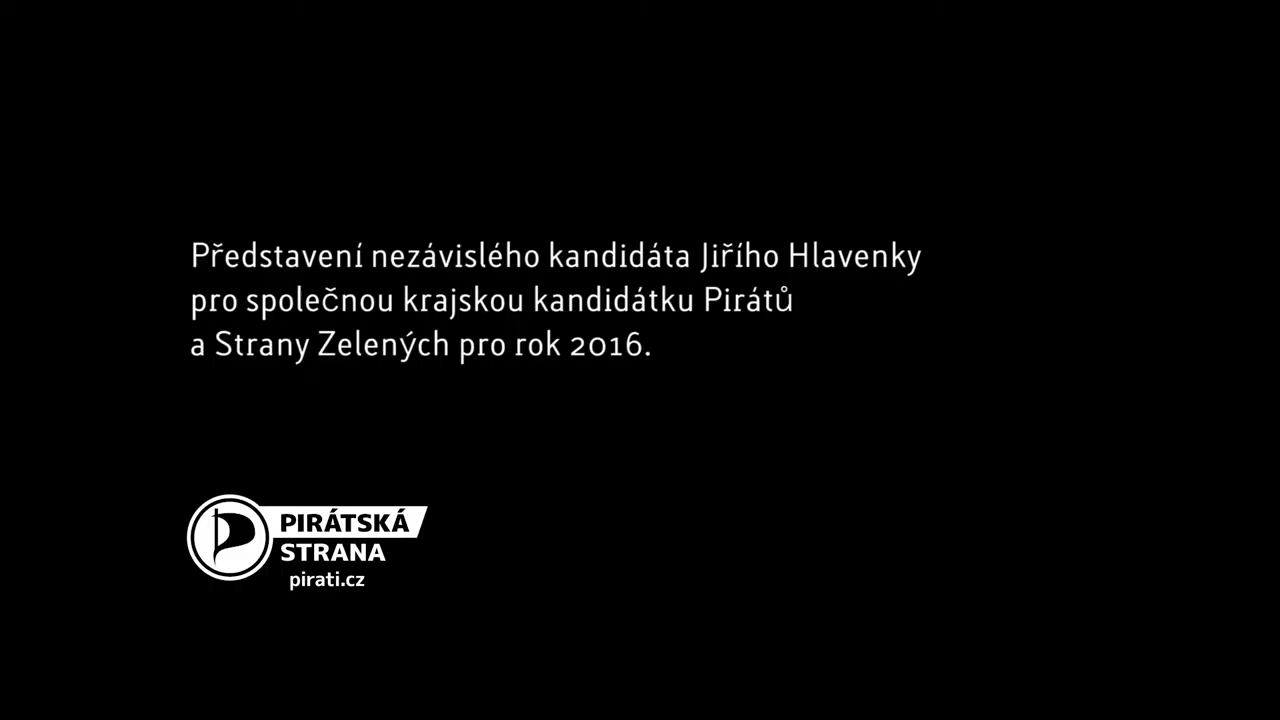 Představení nezávislého kandidáta Jiřího Hlavenky
pro společnou krajskou kandidátku Pirátů
a Strany Zelených pro rok 2016.
PIRÁTSKÁ
STRANA
pirati.cz